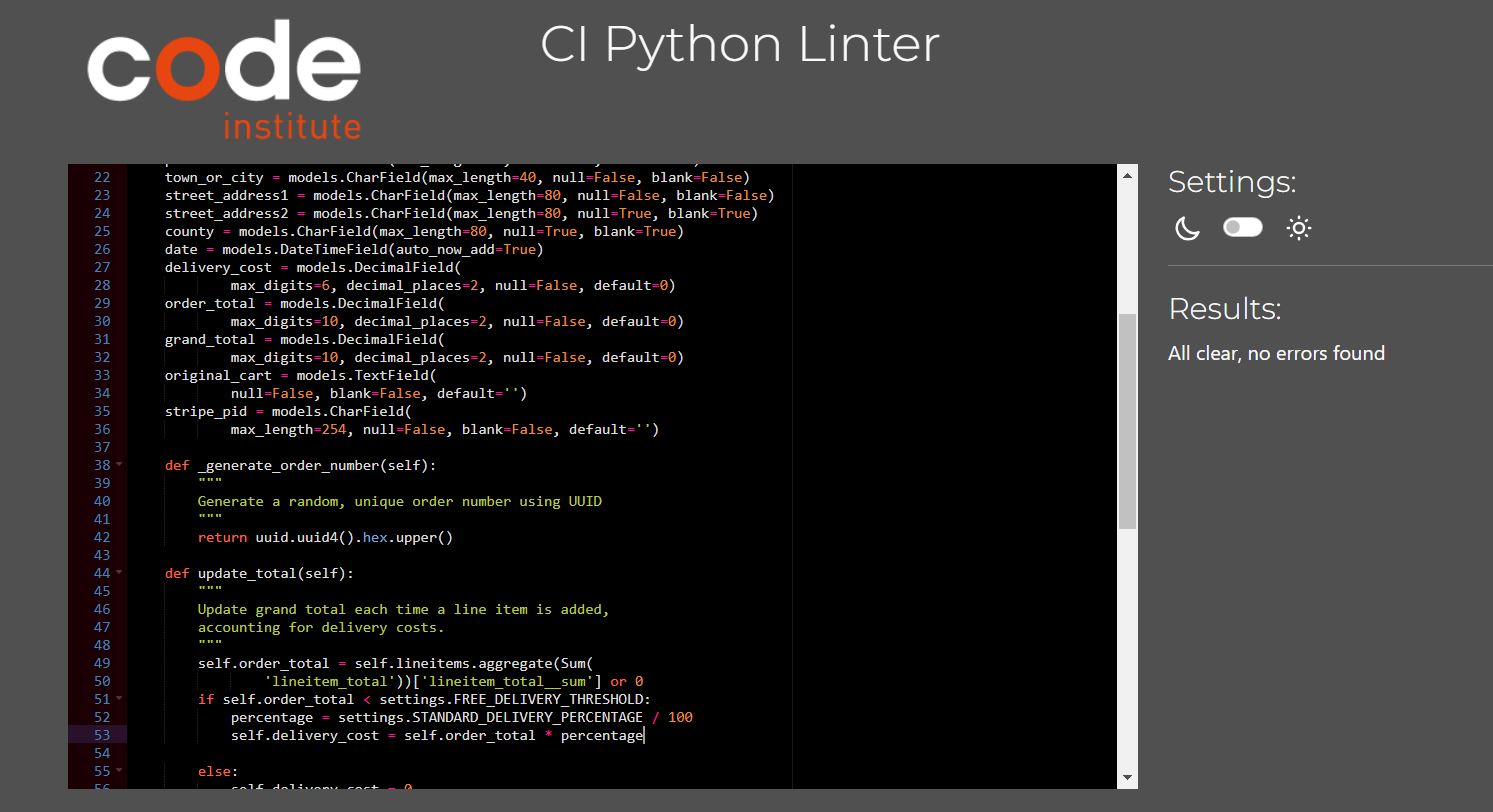 code
institute
CI Python Linter
22 town_or_city = models.CharField(max_length=40, null=False, blank=False)
23 street_address1 = models.CharField(max_length=80, null=False, blank=False)
24 street_address2 = models.CharField(max_length=80, null=True, blank=True)
25 county = models.CharField(max_length=80, null=True, blank=True)
26 date = models.DateTimeField(auto_now_add=True)
27 delivery_cost = models.DecimalField(
28 max_digits=6, decimal_places=2, null=False, default=0)
29 order_total = models.DecimalField(
30 max_digits=10, decimal_places=2, null=False, default=0)
31 grand_total = models.DecimalField(
32 max_digits=10, decimal_places=2, null=False, default=0)
33 original_cart = models.TextField(
34 null=False, blank=False, default='')
35 stripe_pid = models.CharField(
36 max_length=254, null=False, blank=False, default='')
37
38 def _generate_order_number(self):
39 """
40 Generate a random, unique order number using UUID
41 """
42 return uuid.uuid4().hex.upper()
43
44 def update_total(self):
45 """
46 Update grand total each time a line item is added,
47 accounting for delivery costs.
48 """
49 self.order_total = self.lineitems.aggregate(Sum(
50 'lineitem_total'))['lineitem_total__sum'] or 0
51 if self.order_total < settings.FREE_DELIVERY_THRESHOLD:
52 percentage = settings.STANDARD_DELIVERY_PERCENTAGE / 100
53 self.delivery_cost = self.order_total * percentage
54
55 else:
56 self.delivery_cost = 0
Settings:
Results:
All clear, no errors found